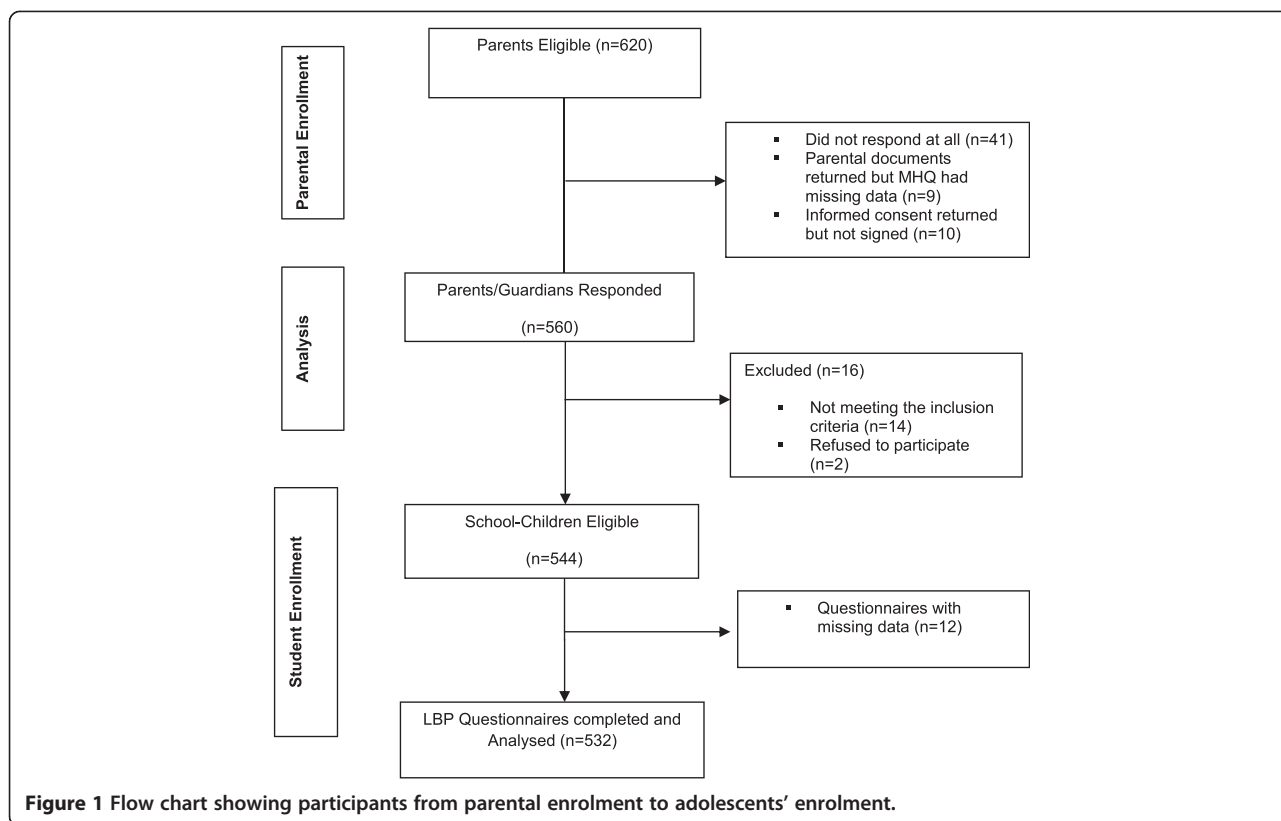 Parental Enrollment
Parents Eligible (n=620)
▪ Did not respond at all (n=41)
▪ Parental documents
returned but MHQ had
missing data (n=9)
▪ Informed consent returned
but not signed (n=10)
Analysis
Parents/Guardians Responded
(n=560)
Excluded (n=16)
▪ Not meeting the inclusion
criteria (n=14)
▪ Refused to participate
(n=2)
Student Enrollment
School-Children Eligible
(n=544)
▪ Questionnaires with
missing data (n=12)
LBP Questionnaires completed and
Analysed (n=532)
Figure 1 Flow chart showing participants from parental enrolment to adolescents’ enrolment.